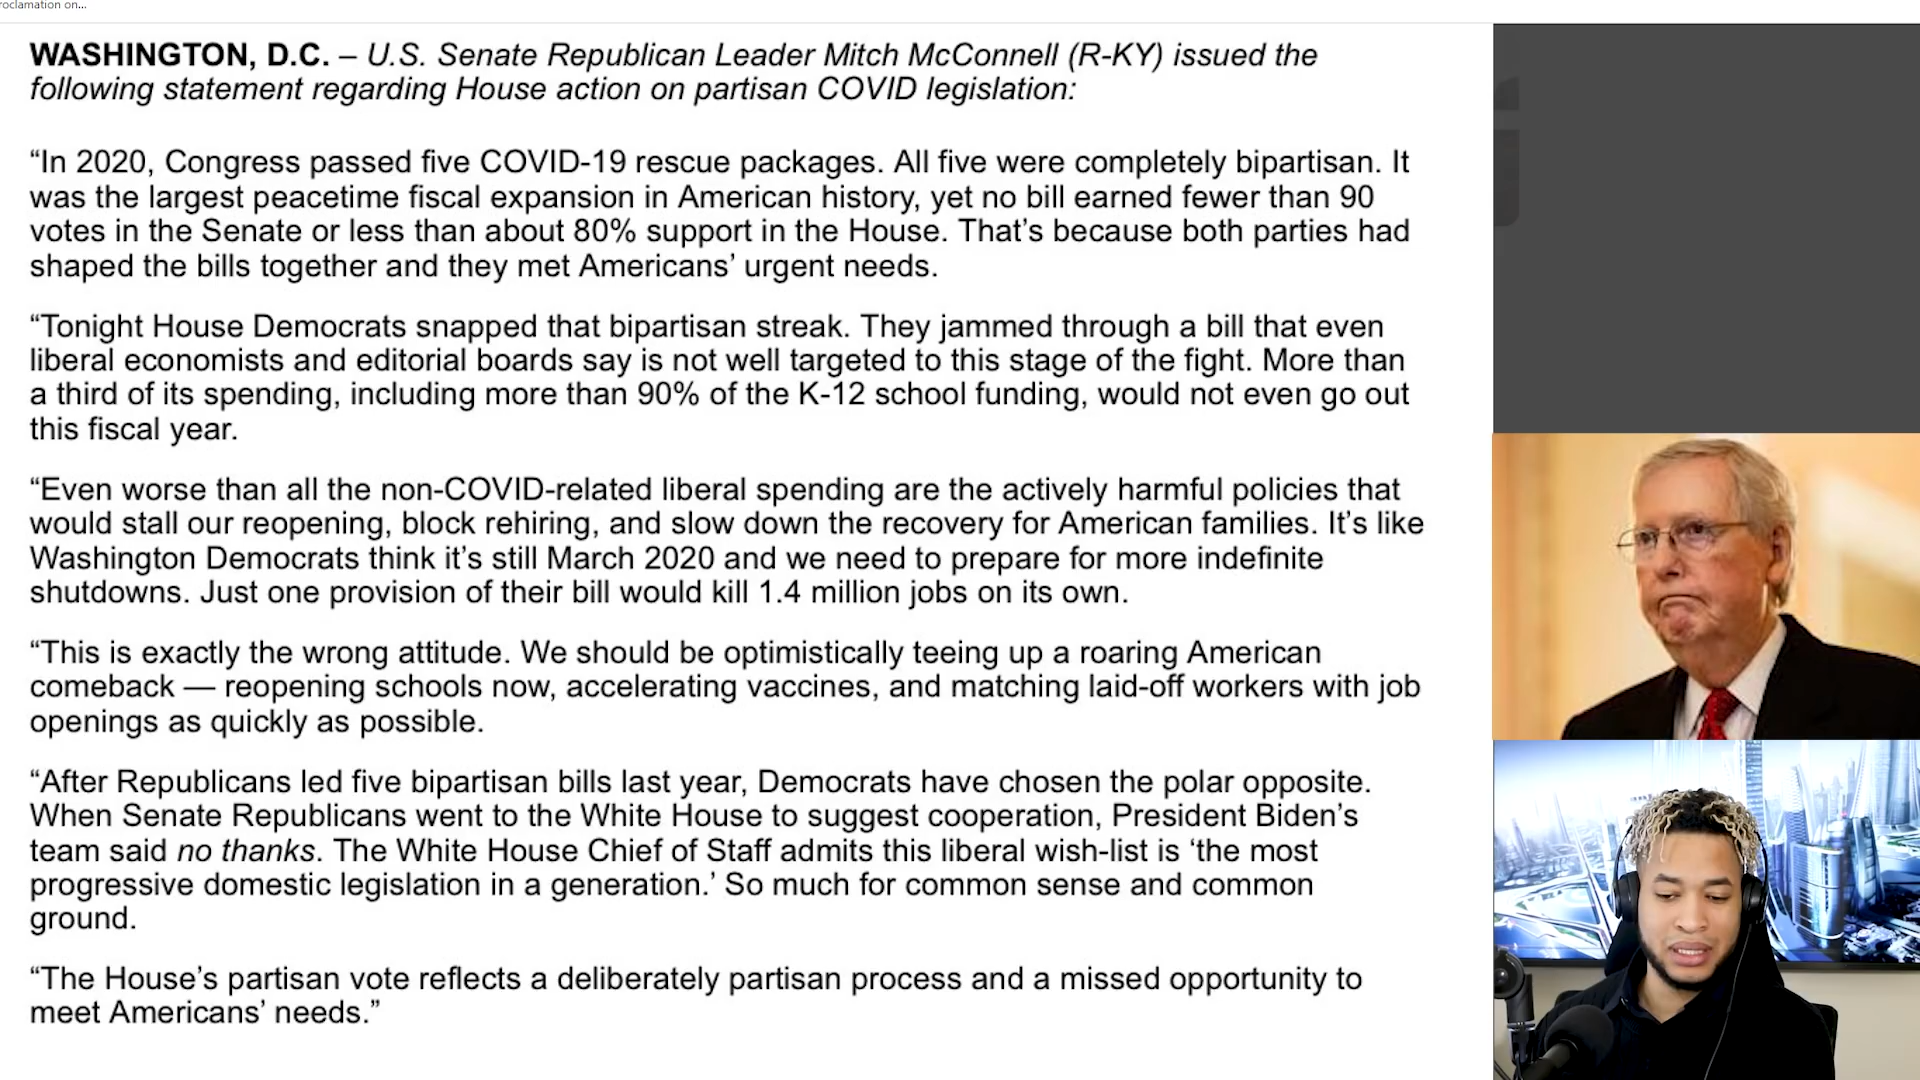 roclamation on...
WASHINGTON, D.C. – U.S. Senate Republican Leader Mitch McConnell (R-KY) issued the
following statement regarding House action on partisan COVID legislation:
“In 2020, Congress passed five COVID-19 rescue packages. All five were completely bipartisan. It
was the largest peacetime fiscal expansion in American history, yet no bill earned fewer than 90
votes in the Senate or less than about 80% support in the House. That’s because both parties had
shaped the bills together and they met Americans’ urgent needs.
“Tonight House Democrats snapped that bipartisan streak. They jammed through a bill that even
liberal economists and editorial boards say is not well targeted to this stage of the fight. More than
a third of its spending, including more than 90% of the K-12 school funding, would not even go out
this fiscal year.
“Even worse than all the non-COVID-related liberal spending are the actively harmful policies that
would stall our reopening, block rehiring, and slow down the recovery for American families. It’s like
Washington Democrats think it’s still March 2020 and we need to prepare for more indefinite
shutdowns. Just one provision of their bill would kill 1.4 million jobs on its own.
“This is exactly the wrong attitude. We should be optimistically teeing up a roaring American
comeback — reopening schools now, accelerating vaccines, and matching laid-off workers with job
openings as quickly as possible.
“After Republicans led five bipartisan bills last year, Democrats have chosen the polar opposite.
When Senate Republicans went to the White House to suggest cooperation, President Biden’s
team said no thanks. The White House Chief of Staff admits this liberal wish-list is ‘the most
progressive domestic legislation in a generation.’ So much for common sense and common
ground.
“The House’s partisan vote reflects a deliberately partisan process and a missed opportunity to
meet Americans’ needs.”